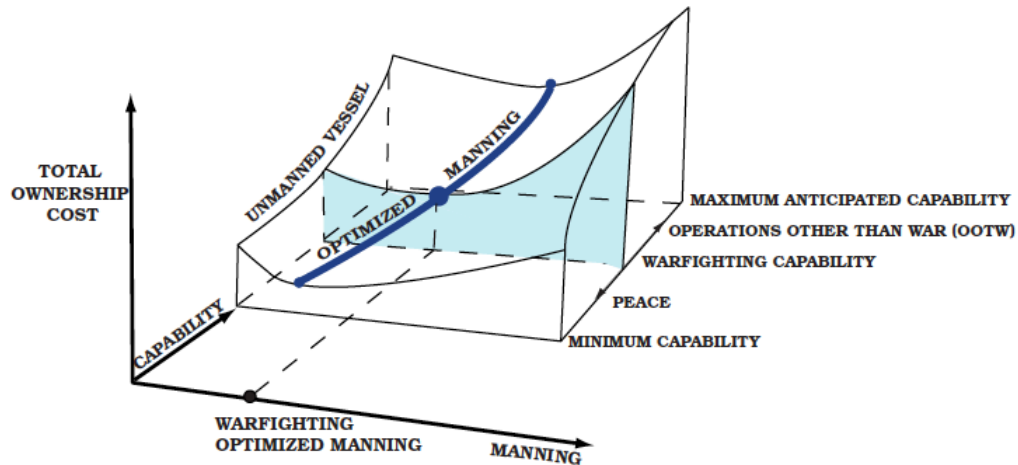 TOTAL
OWNERSHIP
COST
UNMANNED VESSEL
OPTIMIZED
MANNING
MAXIMUM ANTICIPATED CAPABILITY
OPERATIONS OTHER THAN WAR (OOTW)
WARFIGHTING CAPABILITY
PEACE
MINIMUM CAPABILITY
CAPABILITY
WARFIGHTING
OPTIMIZED MANNING
MANNING